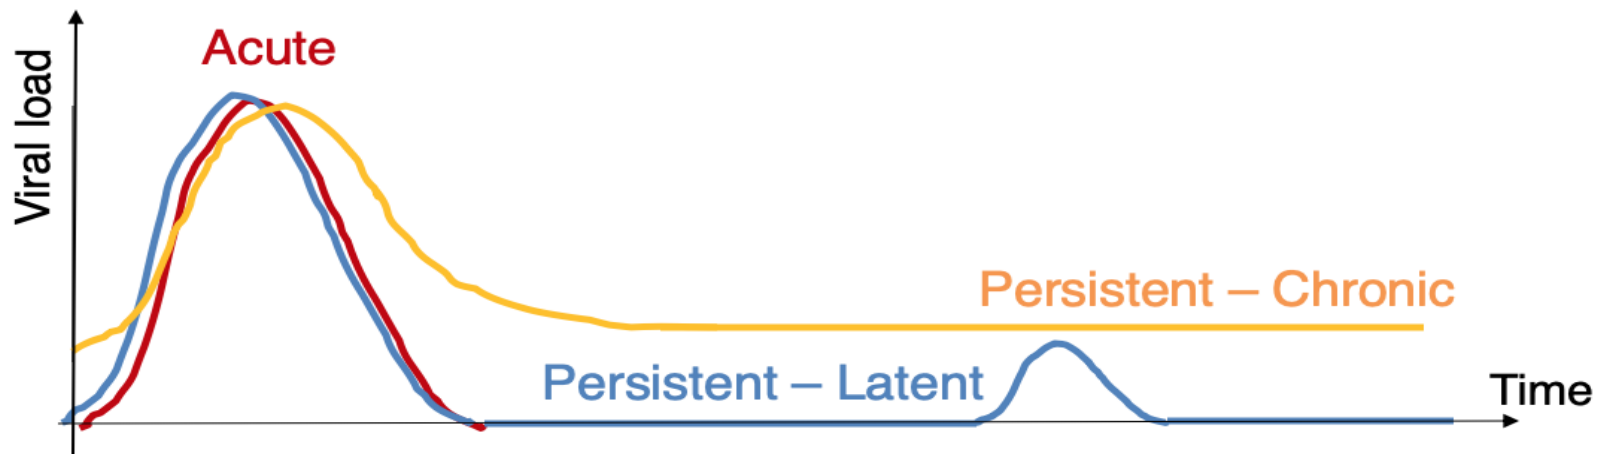 Acute
Viral load
Persistent – Chronic
Persistent – Latent
Time